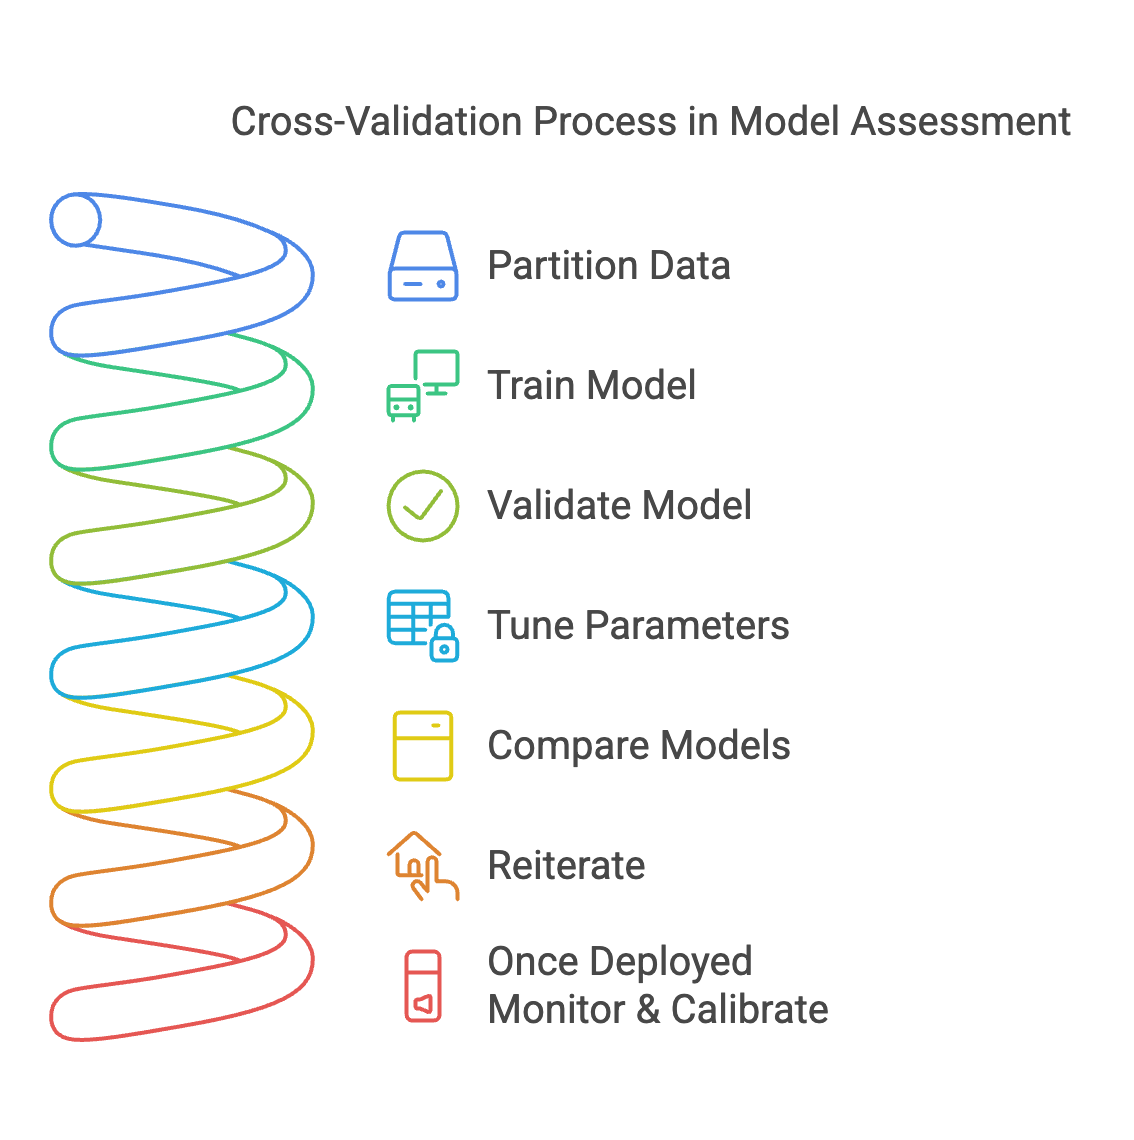 Cross-Validation Process in Model Assessment
Partition Data
Train Model
Validate Model
Tune Parameters
Compare Models
Reiterate
Once Deployed
Monitor & Calibrate